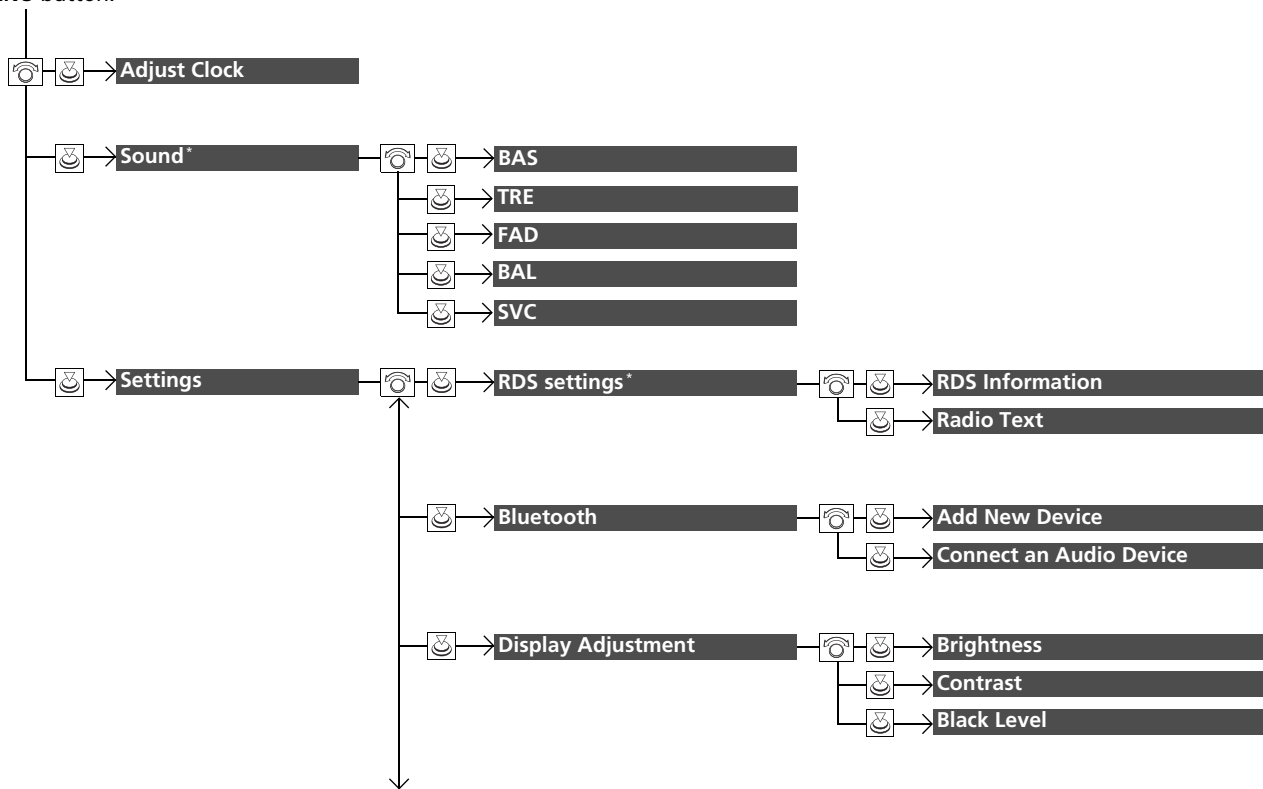 button.
Adjust Clock
Sound*
BAS
TRE
FAD
BAL
SVC
Settings
RDS settings*
RDS Information
Radio Text
Bluetooth
Add New Device
Connect an Audio Device
Display Adjustment
Brightness
Contrast
Black Level